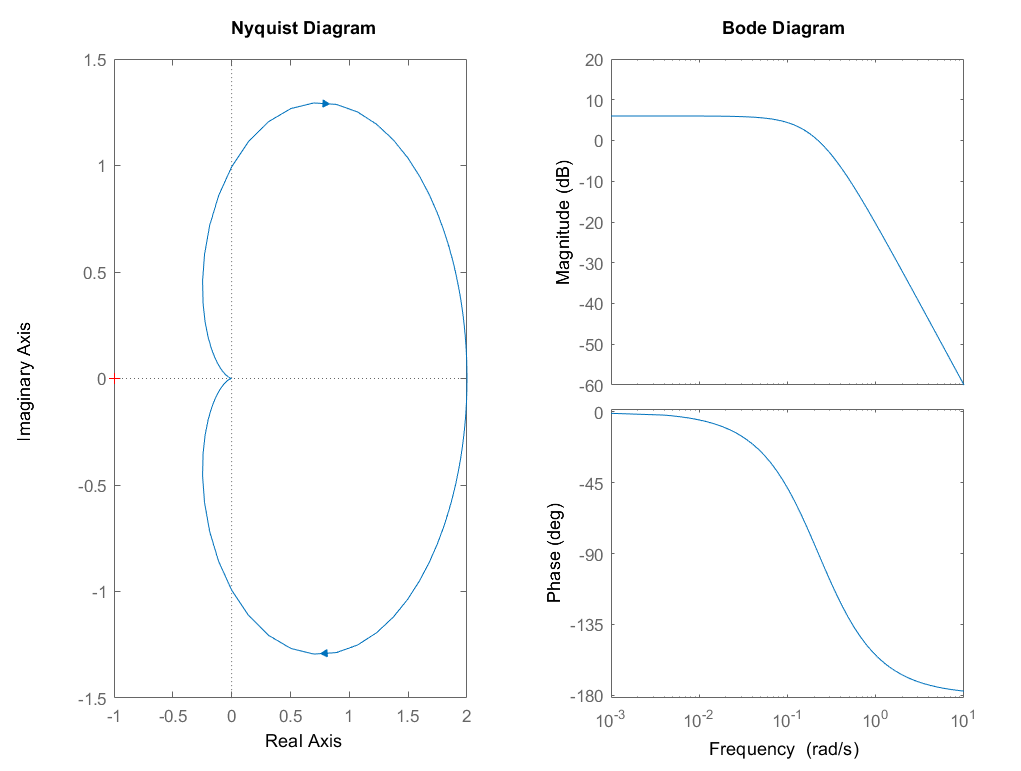 Nyquist Diagram
1.5
1
0.5
0
-0.5
-1
-1.5
-1 -0.5 0 0.5 1 1.5 2
Imaginary Axis
Real Axis
Bode Diagram
20
10
0
-10
-20
-30
-40
-50
-60
Magnitude (dB)
0
-45
-90
-135
-180
Phase (deg)
10^-3 10^-2 10^-1 10^0 10^1
Frequency (rad/s)